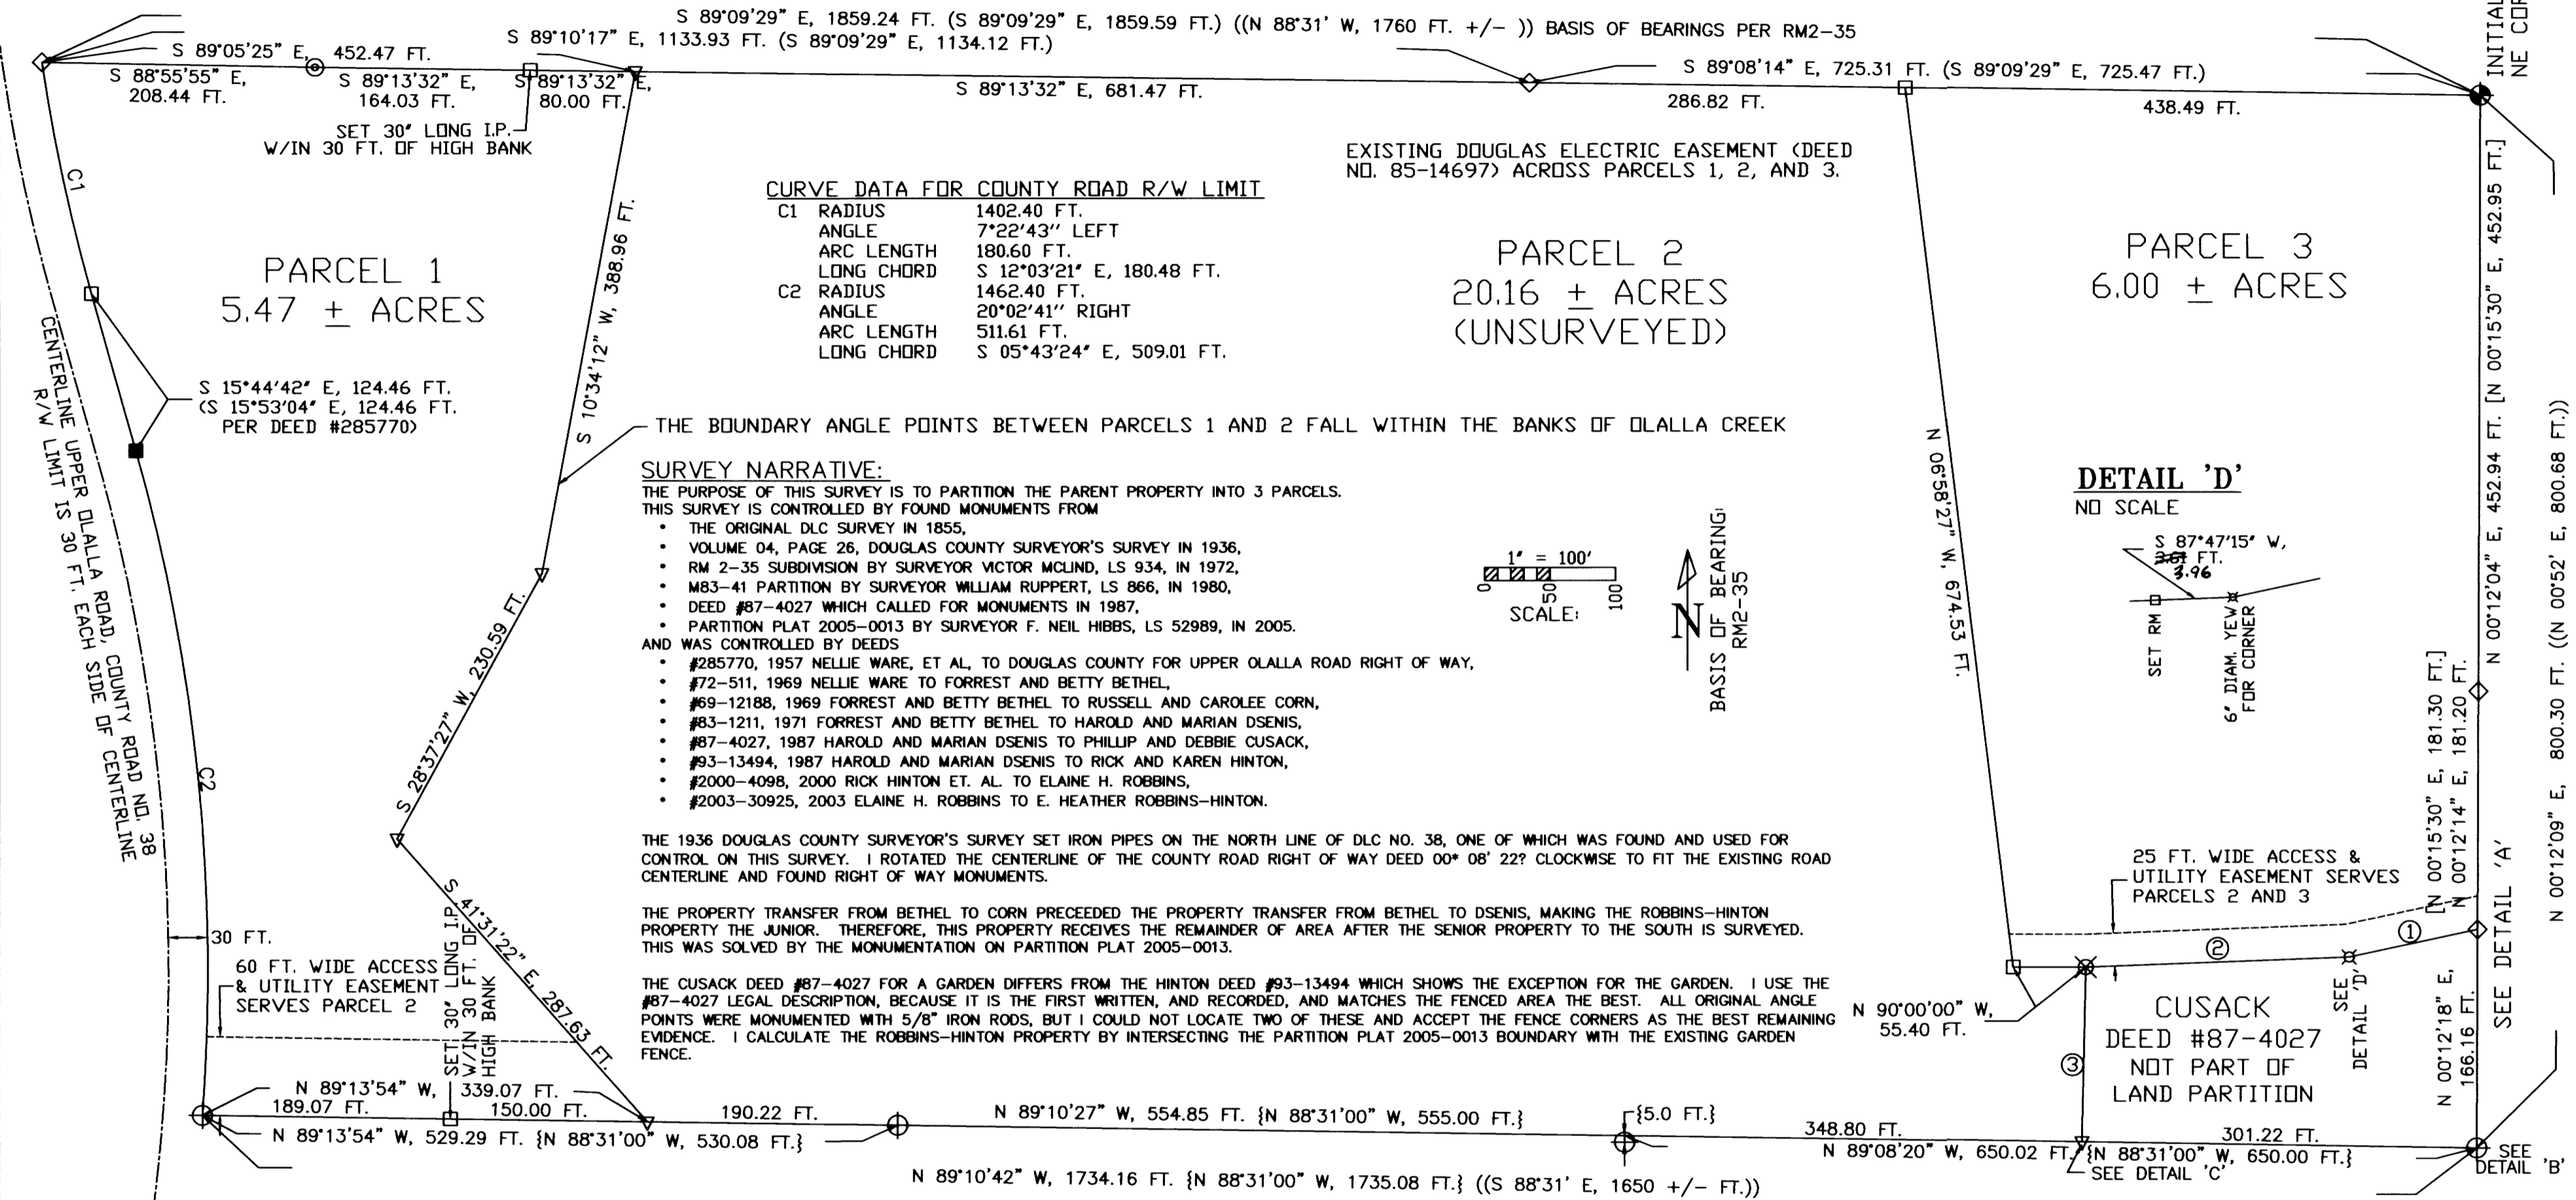 S 89°09'29" E, 1859.24 FT. (S 89°09'29" E, 1859.59 FT.) ((N 88°31' W, 1760 FT. +/- )) BASIS OF BEARINGS PER RM2-35
S 89°10'17" E, 1133.93 FT. (S 89°09'29" E, 1134.12 FT.)
S 89°05'25" E, 452.47 FT.
S 88°55'55" E,
208.44 FT.
S 89°13'32" E,
164.03 FT.
S 89°13'32" E,
80.00 FT.
S 89°13'32" E, 681.47 FT.
S 89°08'14" E, 725.31 FT. (S 89°09'29" E, 725.47 FT.)
286.82 FT.
438.49 FT.
INITIAL
NE COR
SET 30" LONG I.P.
W/IN 30 FT. OF HIGH BANK
EXISTING DOUGLAS ELECTRIC EASEMENT (DEED
NO. 85-14697) ACROSS PARCELS 1, 2, AND 3.
C1
PARCEL 1
5.47 ± ACRES
S 10°34'12" W, 388.96 FT.
CURVE DATA FOR COUNTY ROAD R/W LIMIT
C1 RADIUS 1402.40 FT.
ANGLE 7°22'43'' LEFT
ARC LENGTH 180.60 FT.
LONG CHORD S 12°03'21" E, 180.48 FT.
C2 RADIUS 1462.40 FT.
ANGLE 20°02'41'' RIGHT
ARC LENGTH 511.61 FT.
LONG CHORD S 05°43'24" E, 509.01 FT.
PARCEL 2
20.16 ± ACRES
(UNSURVEYED)
PARCEL 3
6.00 ± ACRES
N 00°12'04" E, 452.94 FT. [N 00°15'30" E, 452.95 FT.]
S 15°44'42" E, 124.46 FT.
(S 15°53'04" E, 124.46 FT.
PER DEED #285770)
CENTERLINE UPPER OLALLA ROAD, COUNTY ROAD NO. 38
R/W LIMIT IS 30 FT. EACH SIDE OF CENTERLINE
THE BOUNDARY ANGLE POINTS BETWEEN PARCELS 1 AND 2 FALL WITHIN THE BANKS OF OLALLA CREEK
SURVEY NARRATIVE:
THE PURPOSE OF THIS SURVEY IS TO PARTITION THE PARENT PROPERTY INTO 3 PARCELS.
THIS SURVEY IS CONTROLLED BY FOUND MONUMENTS FROM
• THE ORIGINAL DLC SURVEY IN 1855,
• VOLUME 04, PAGE 26, DOUGLAS COUNTY SURVEYOR'S SURVEY IN 1936,
• RM 2-35 SUBDIVISION BY SURVEYOR VICTOR MCLIND, LS 934, IN 1972,
• M83-41 PARTITION BY SURVEYOR WILLIAM RUPPERT, LS 866, IN 1980,
• DEED #87-4027 WHICH CALLED FOR MONUMENTS IN 1987,
• PARTITION PLAT 2005-0013 BY SURVEYOR F. NEIL HIBBS, LS 52989, IN 2005.
AND WAS CONTROLLED BY DEEDS
• #285770, 1957 NELLIE WARE, ET AL, TO DOUGLAS COUNTY FOR UPPER OLALLA ROAD RIGHT OF WAY,
• #72-511, 1969 NELLIE WARE TO FORREST AND BETTY BETHEL,
• #69-12188, 1969 FORREST AND BETTY BETHEL TO RUSSELL AND CAROLEE CORN,
• #83-1211, 1971 FORREST AND BETTY BETHEL TO HAROLD AND MARIAN DSENIS,
• #87-4027, 1987 HAROLD AND MARIAN DSENIS TO PHILLIP AND DEBBIE CUSACK,
• #93-13494, 1987 HAROLD AND MARIAN DSENIS TO RICK AND KAREN HINTON,
• #2000-4098, 2000 RICK HINTON ET. AL. TO ELAINE H. ROBBINS,
• #2003-30925, 2003 ELAINE H. ROBBINS TO E. HEATHER ROBBINS-HINTON.
THE 1936 DOUGLAS COUNTY SURVEYOR'S SURVEY SET IRON PIPES ON THE NORTH LINE OF DLC NO. 38, ONE OF WHICH WAS FOUND AND USED FOR
CONTROL ON THIS SURVEY. I ROTATED THE CENTERLINE OF THE COUNTY ROAD RIGHT OF WAY DEED 00° 08' 22? CLOCKWISE TO FIT THE EXISTING ROAD
CENTERLINE AND FOUND RIGHT OF WAY MONUMENTS.
THE PROPERTY TRANSFER FROM BETHEL TO CORN PRECEEDED THE PROPERTY TRANSFER FROM BETHEL TO DSENIS, MAKING THE ROBBINS-HINTON
PROPERTY THE JUNIOR. THEREFORE, THIS PROPERTY RECEIVES THE REMAINDER OF AREA AFTER THE SENIOR PROPERTY TO THE SOUTH IS SURVEYED.
THIS WAS SOLVED BY THE MONUMENTATION ON PARTITION PLAT 2005-0013.
THE CUSACK DEED #87-4027 FOR A GARDEN DIFFERS FROM THE HINTON DEED #93-13494 WHICH SHOWS THE EXCEPTION FOR THE GARDEN. I USE THE
#87-4027 LEGAL DESCRIPTION, BECAUSE IT IS THE FIRST WRITTEN, AND RECORDED, AND MATCHES THE FENCED AREA THE BEST. ALL ORIGINAL ANGLE
POINTS WERE MONUMENTED WITH 5/8" IRON RODS, BUT I COULD NOT LOCATE TWO OF THESE AND ACCEPT THE FENCE CORNERS AS THE BEST REMAINING
EVIDENCE. I CALCULATE THE ROBBINS-HINTON PROPERTY BY INTERSECTING THE PARTITION PLAT 2005-0013 BOUNDARY WITH THE EXISTING GARDEN
FENCE.
1" = 100'
0 50 100
SCALE:
N
BASIS OF BEARING:
RM2-35
N 06°58'27" W, 674.53 FT.
DETAIL 'D'
NO SCALE
S 87°47'15" W,
3.61 FT.
3.96
SET RM
6" DIAM. YEW
FOR CORNER
[N 00°15'30" E, 181.30 FT.]
N 00°12'14" E, 181.20 FT.
N 00°12'09" E, 800.30 FT. ((N 00°52' E, 800.68 FT.))
SEE DETAIL 'A'
S 28°37'27" W, 230.59 FT.
C2
30 FT.
60 FT. WIDE ACCESS
& UTILITY EASEMENT
SERVES PARCEL 2
SET 30" LONG I.P.
W/IN 30 FT. OF
HIGH BANK
S 41°31'22" E, 287.63 FT.
25 FT. WIDE ACCESS &
UTILITY EASEMENT SERVES
PARCELS 2 AND 3
1
2
3
N 90°00'00" W,
55.40 FT.
CUSACK
DEED #87-4027
NOT PART OF
LAND PARTITION
SEE
DETAIL 'D'
N 00°12'18" E,
166.16 FT.
N 89°13'54" W, 339.07 FT.
189.07 FT.
150.00 FT.
190.22 FT.
N 89°13'54" W, 529.29 FT. {N 88°31'00" W, 530.08 FT.}
N 89°10'27" W, 554.85 FT. {N 88°31'00" W, 555.00 FT.}
{5.0 FT.}
348.80 FT.
301.22 FT.
N 89°08'20" W, 650.02 FT. {N 88°31'00" W, 650.00 FT.}
SEE DETAIL 'C'
SEE
DETAIL 'B'
N 89°10'42" W, 1734.16 FT. {N 88°31'00" W, 1735.08 FT.} ((S 88°31' E, 1650 +/- FT.))